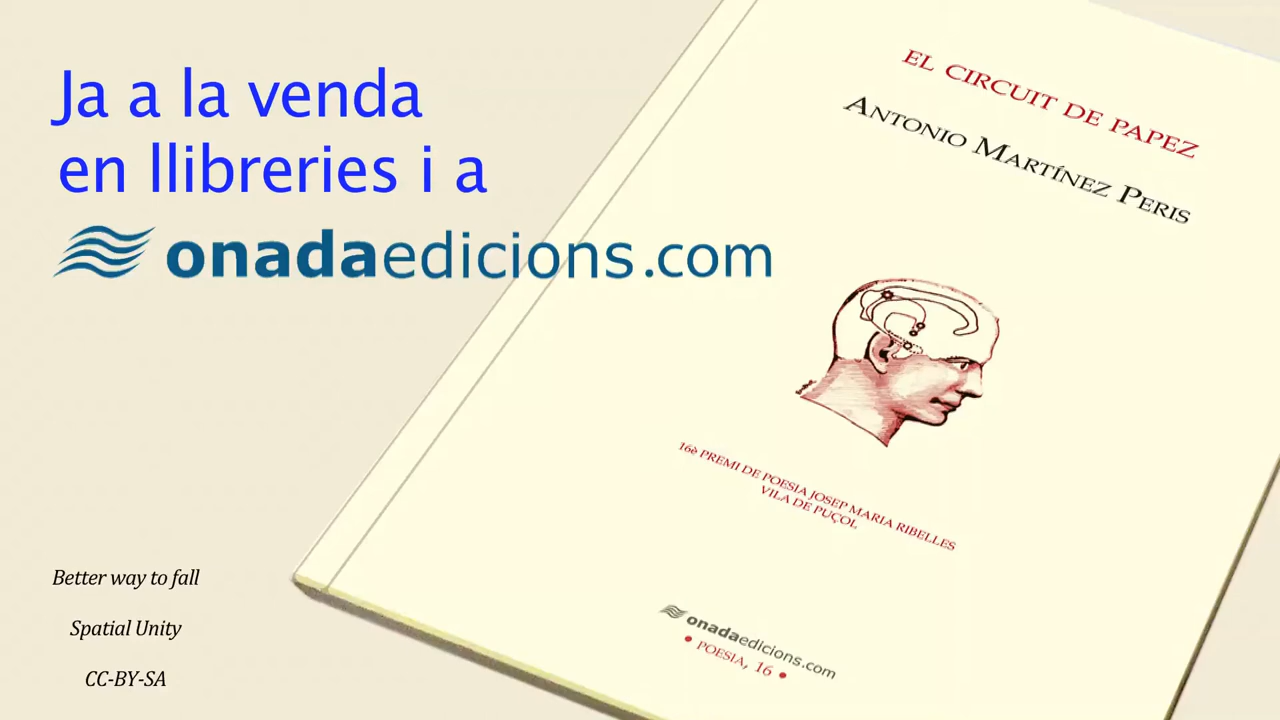 Ja a la venda
en llibreries i a
onadaedicions.com
EL CIRCUIT DE PAPEZ
ANTONIO MARTÍNEZ PERIS
16è PREMI DE POESIA JOSEP MARIA RIBELLES
VILA DE PUÇOL
onadaedicions.com
• POESIA, 16 •
Better way to fall
Spatial Unity
CC-BY-SA